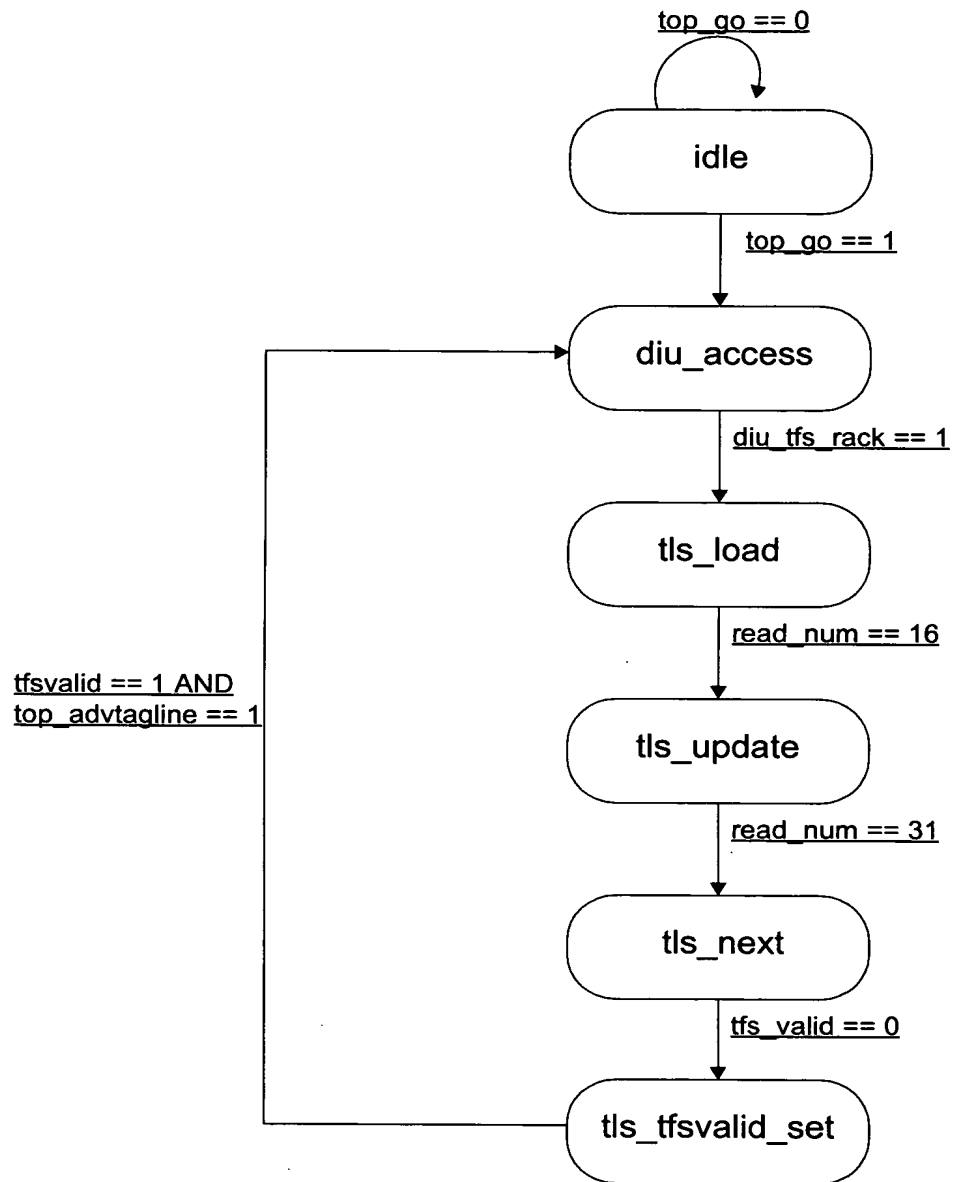 top_go == 0
idle
top_go == 1
diu_access
diu_tfs_rack == 1
tls_load
read_num == 16
tfsvalid == 1 AND
top_advtagline == 1
tls_update
read_num == 31
tls_next
tfs_valid == 0
tls_tfsvalid_set